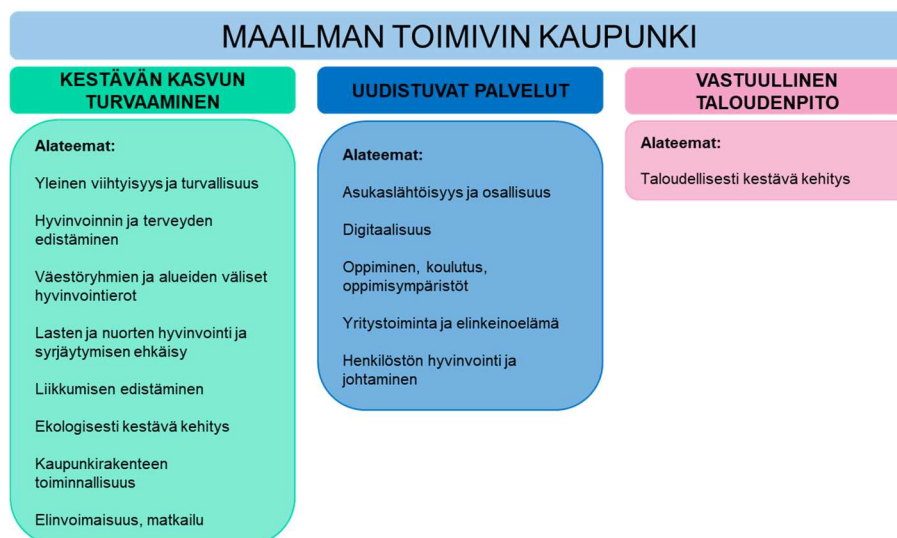 MAAILMAN TOIMIVIN KAUPUNKI
KESTÄVÄN KASVUN
TURVAAMINEN
Alateemat:
Yleinen viihtyisyys ja turvallisuus
Hyvinvoinnin ja terveyden
edistäminen
Väestöryhmien ja alueiden väliset
hyvinvointierot
Lasten ja nuorten hyvinvointi ja
syrjäytymisen ehkäisy
Liikkumisen edistäminen
Ekologisesti kestävä kehitys
Kaupunkirakenteen
toiminnallisuus
Elinvoimaisuus, matkailu
UUDISTUVAT PALVELUT
Alateemat:
Asukaslähtöisyys ja osallisuus
Digitaalisuus
Oppiminen, koulutus,
oppimisympäristöt
Yritystoiminta ja elinkeinoelämä
Henkilöstön hyvinvointi ja
johtaminen
VASTUULLINEN
TALOUDENPITO
Alateemat:
Taloudellisesti kestävä kehitys